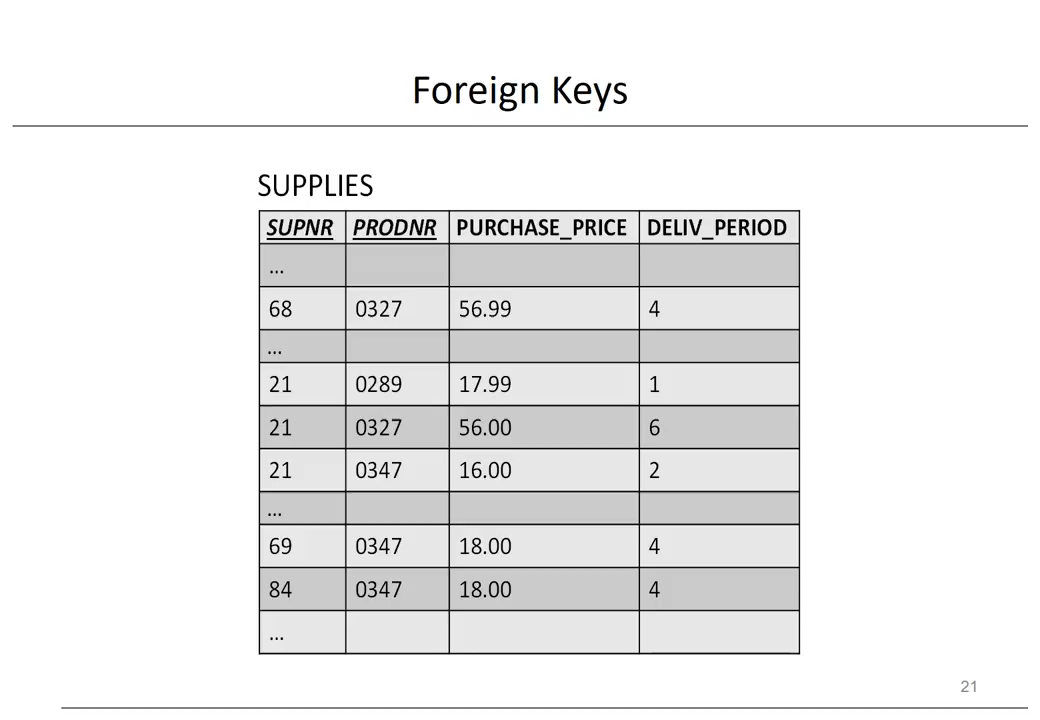 Foreign Keys
SUPPLIES
SUPNR PRODNR PURCHASE_PRICE DELIV_PERIOD
...
68 0327 56.99 4
...
21 0289 17.99 1
21 0327 56.00 6
21 0347 16.00 2
...
69 0347 18.00 4
84 0347 18.00 4
...
21